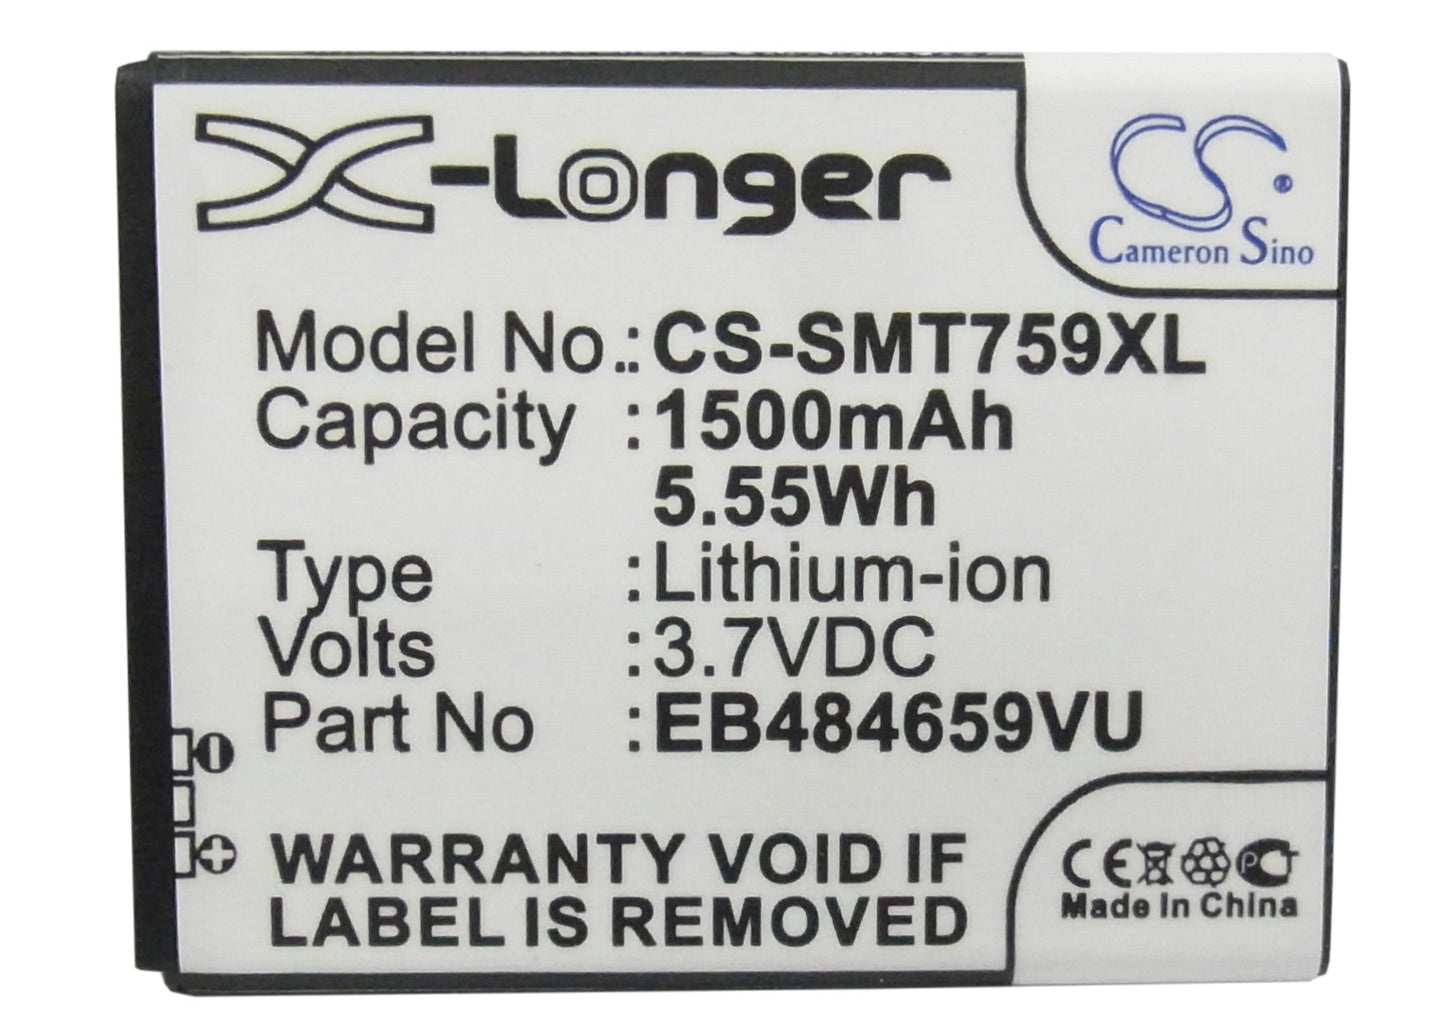 X-Longer
CS®
Cameron Sino
Model No.:CS-SMT759XL
Capacity :1500mAh
5.55Wh
Type :Lithium-ion
Volts :3.7VDC
Part No :EB484659VU
WARRANTY VOID IF
LABEL IS REMOVED
CE
Made In China